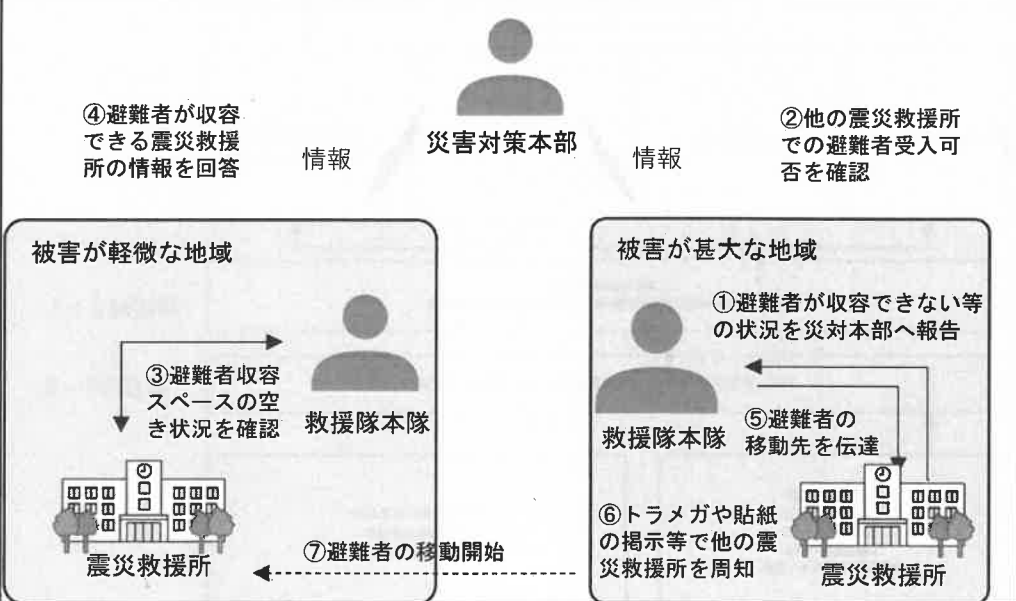 災害対策本部
④避難者が収容
できる震災救援
所の情報を回答
情報
情報
②他の震災救援所
での避難者受入可
否を確認
被害が軽微な地域
③避難者収容
スペースの空
き状況を確認
救援隊本隊
震災救援所
⑦避難者の移動開始
被害が甚大な地域
①避難者が収容できない等
の状況を災対本部へ報告
救援隊本隊
⑤避難者の
移動先を伝達
⑥トラメガや貼紙
の掲示等で他の震
災救援所を周知
震災救援所